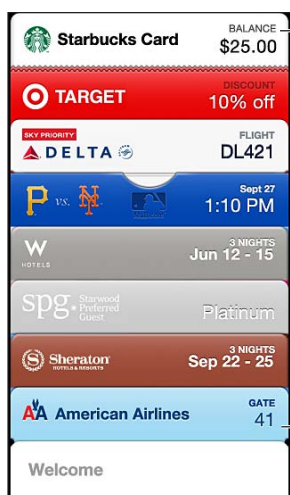 Starbucks Card
BALANCE
$25.00
TARGET
DISCOUNT
10% off
SKY PRIORITY
DELTA
FLIGHT
DL421
P vs. NY
Sept 27
1:10 PM
W
HOTELS
3 NIGHTS
Jun 12 - 15
spg. Starwood
Preferred
Guest
Platinum
S Sheraton
HOTELS & RESORTS
3 NIGHTS
Sep 22 - 25
AA American Airlines
GATE
41
Welcome